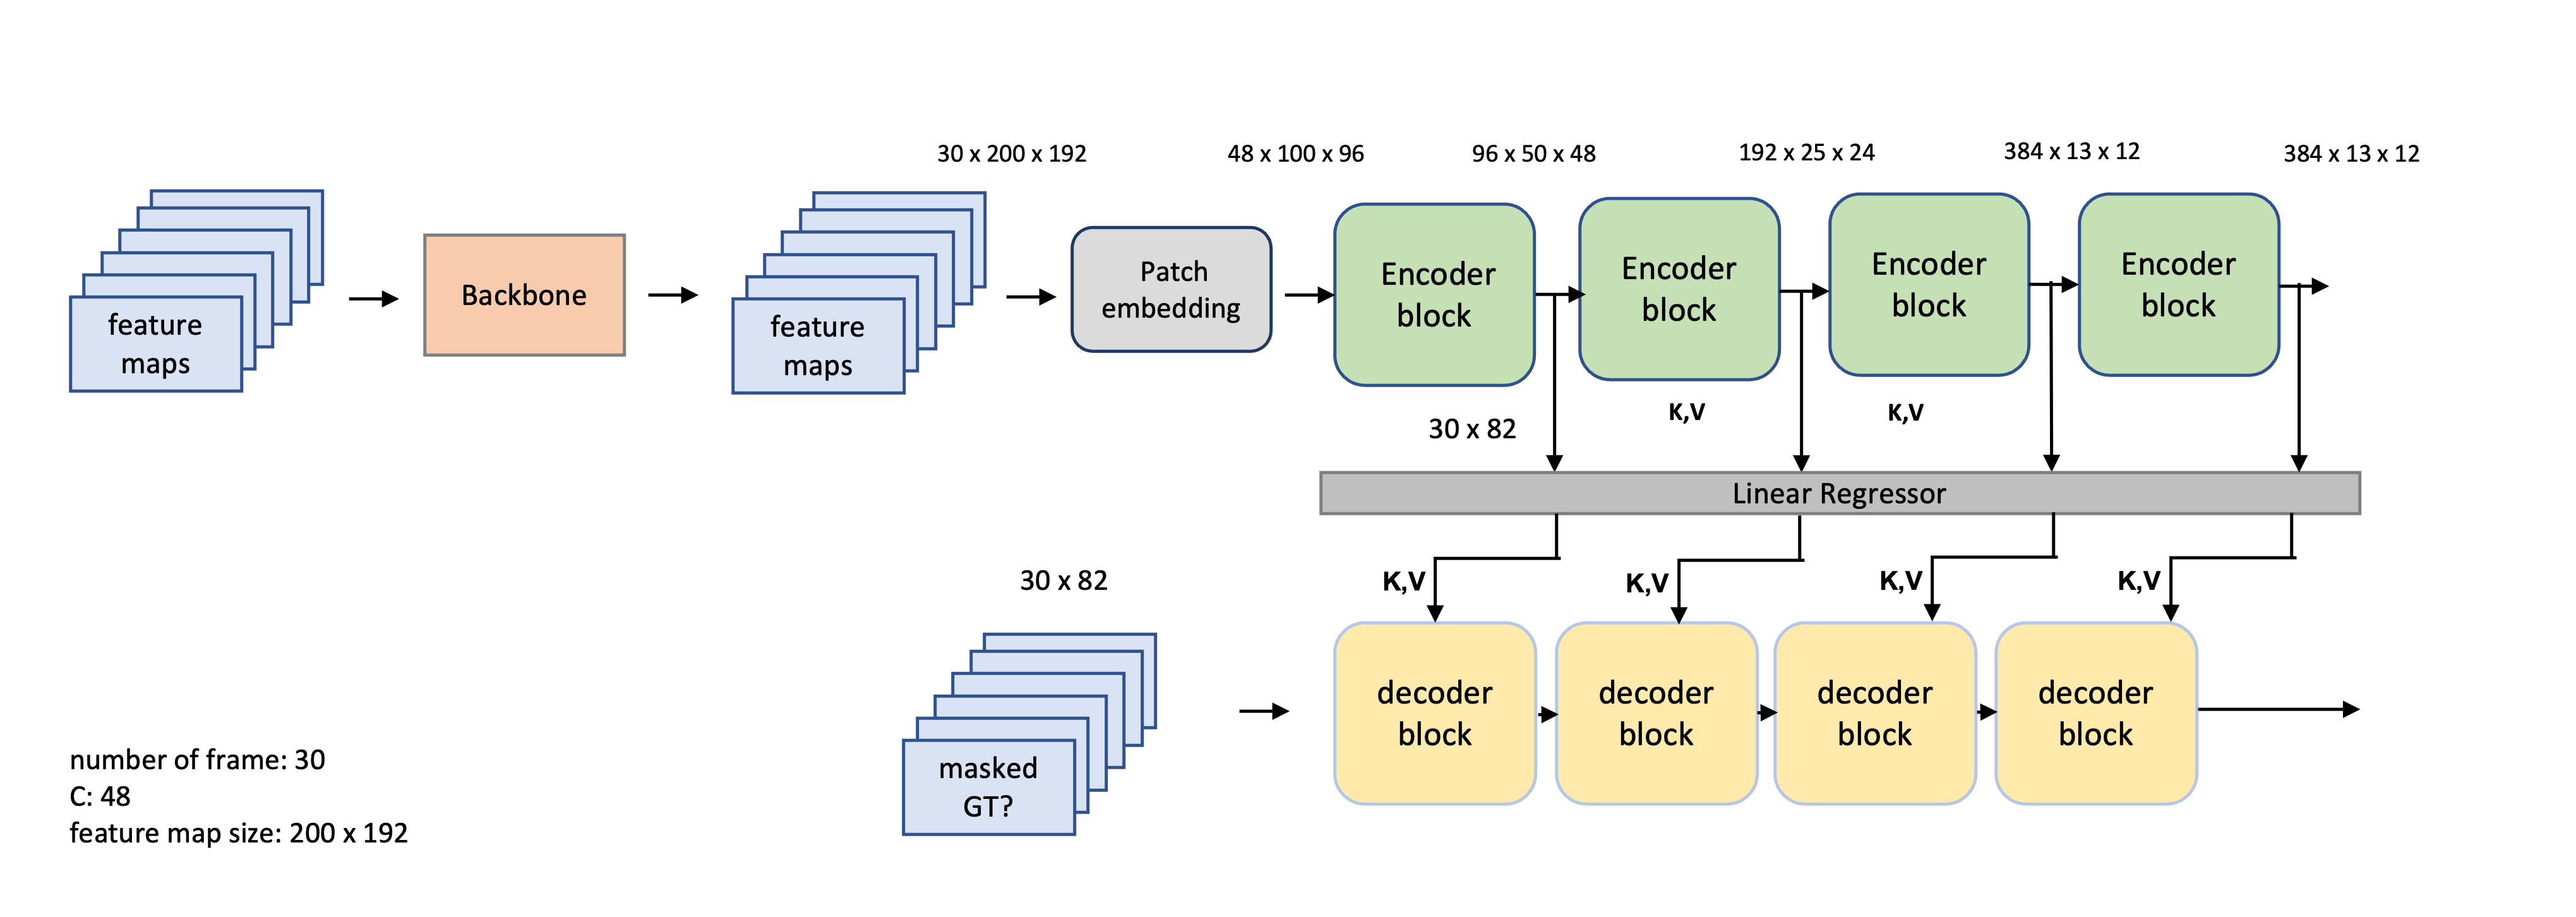 30 x 200 x 192
48 x 100 x 96
96 x 50 x 48
192 x 25 x 24
384 x 13 x 12
384 x 13 x 12
feature
maps
Backbone
feature
maps
Patch
embedding
Encoder
block
Encoder
block
Encoder
block
Encoder
block
30 x 82
K,V
K,V
Linear Regressor
30 x 82
K,V
K,V
K,V
K,V
masked
GT?
decoder
block
decoder
block
decoder
block
decoder
block
number of frame: 30
C: 48
feature map size: 200 x 192